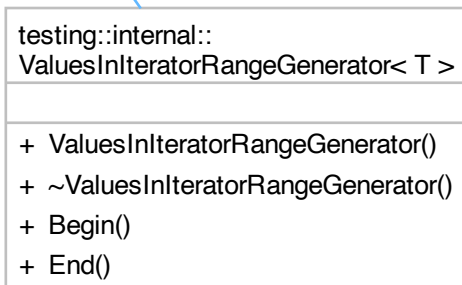 testing::internal::
ValuesInIteratorRangeGenerator< T >
+ ValuesInIteratorRangeGenerator()
+ ~ValuesInIteratorRangeGenerator()
+ Begin()
+ End()